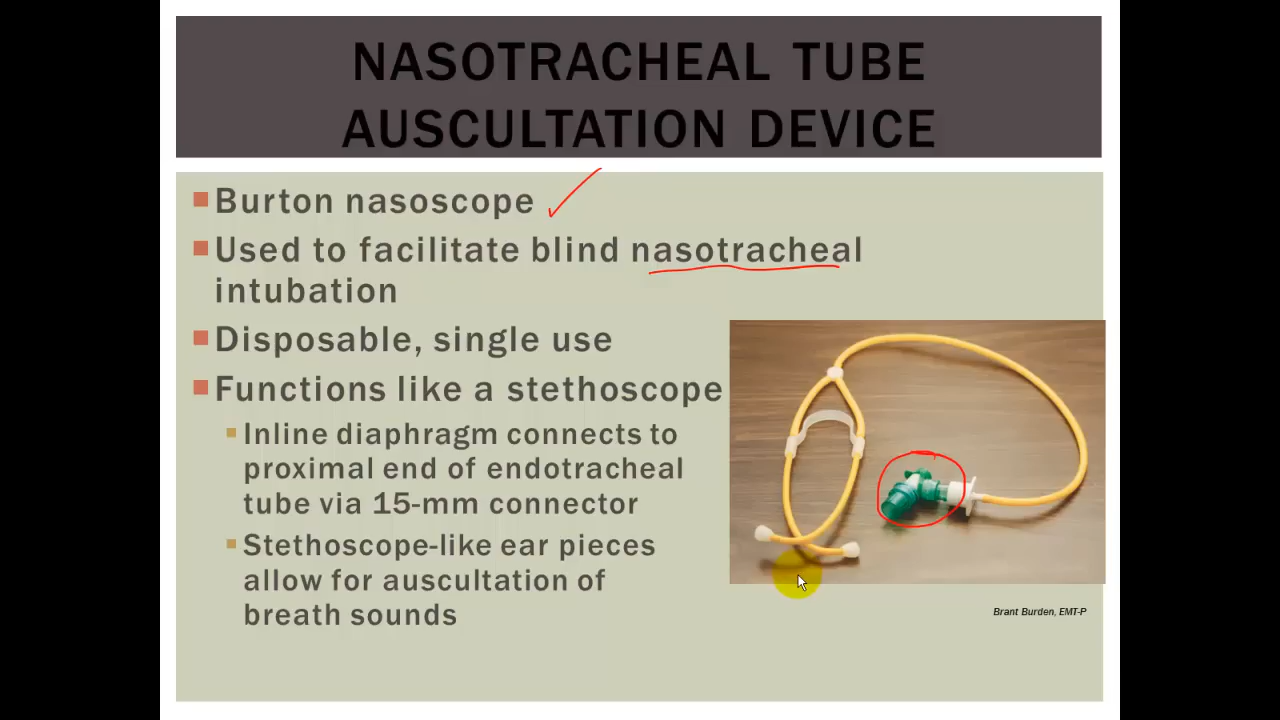 NASOTRACHEAL TUBE
AUSCULTATION DEVICE
Burton nasoscope
Used to facilitate blind nasotracheal
intubation
Disposable, single use
Functions like a stethoscope
Inline diaphragm connects to
proximal end of endotracheal
tube via 15-mm connector
Stethoscope-like ear pieces
allow for auscultation of
breath sounds
Brant Burden, EMT-P